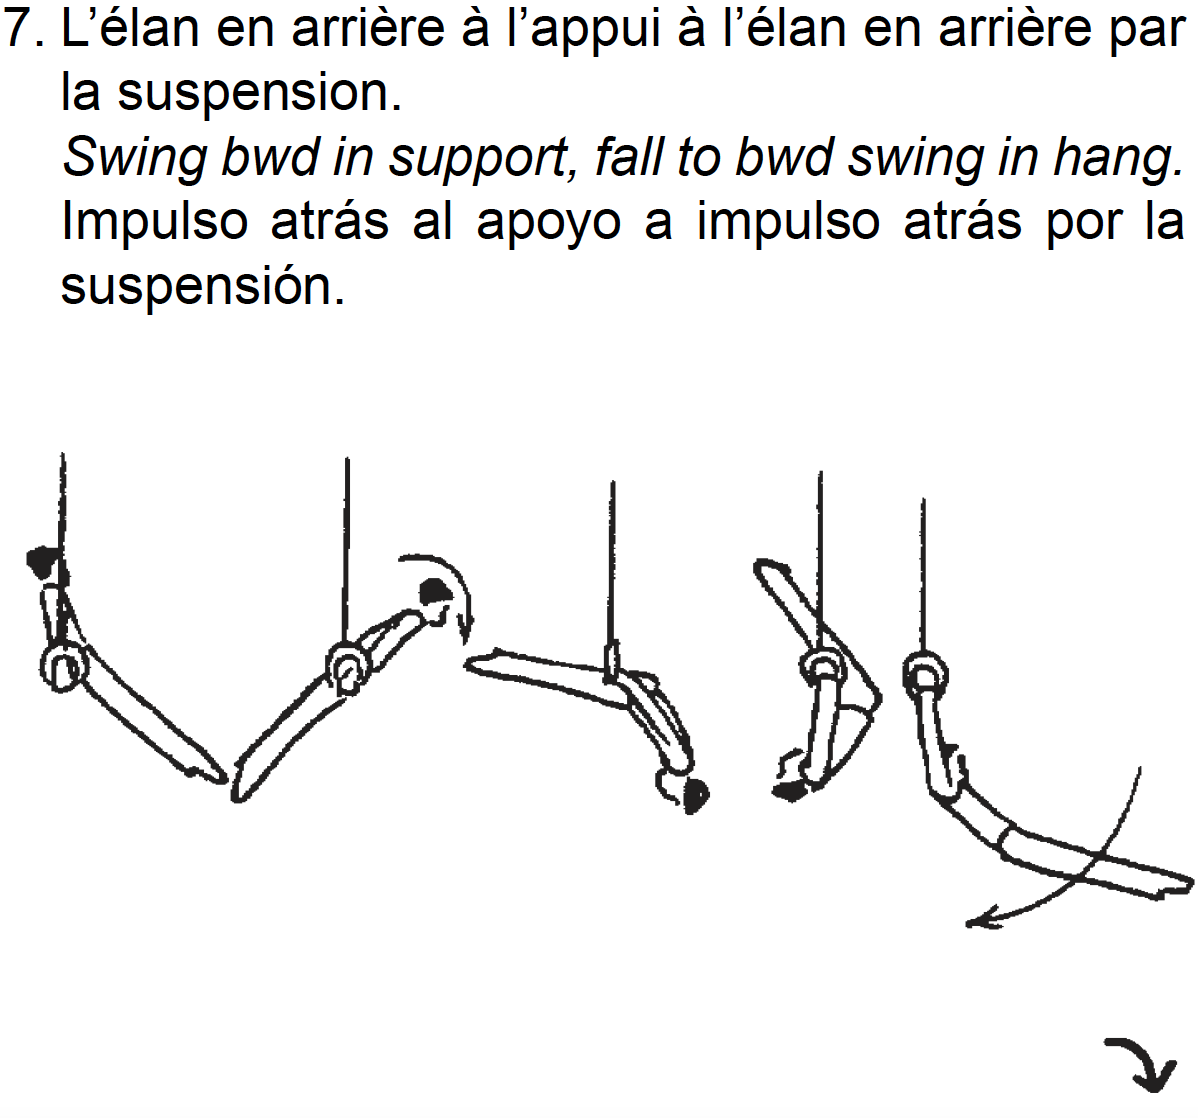 7. L’élan en arrière à l’appui à l’élan en arrière par
la suspension.
Swing bwd in support, fall to bwd swing in hang.
Impulso atrás al apoyo a impulso atrás por la
suspensión.